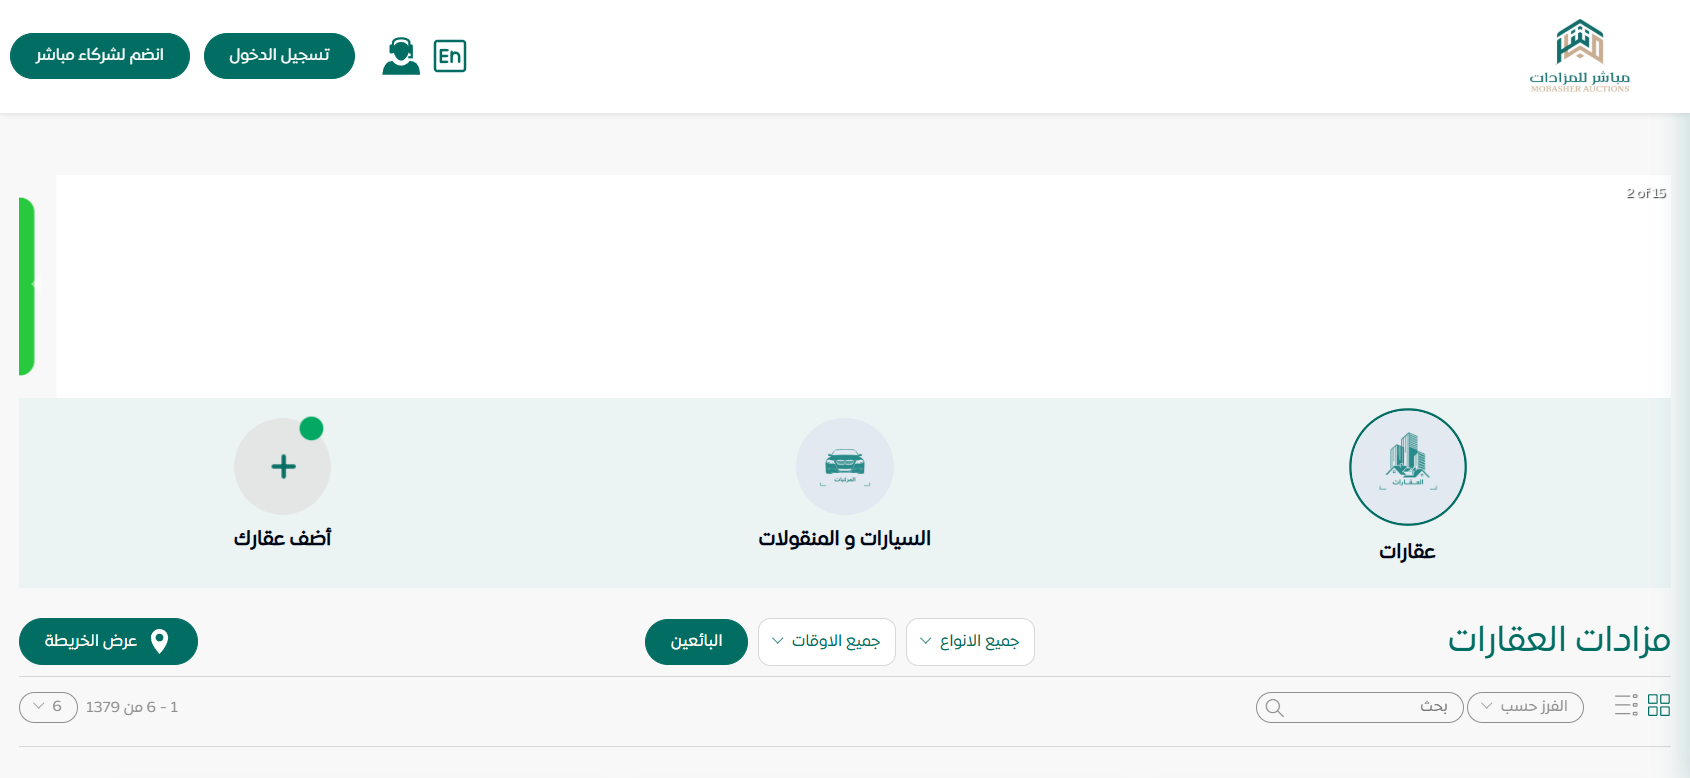 مباشر للمزادات
MOBASHER AUCTIONS
En
تسجيل الدخول
انضم لشركاء مباشر
2 of 15
العقارات
عقارات
المركبات
السيارات و المنقولات
أضف عقارك
مزادات العقارات
جميع الانواع
جميع الاوقات
البائعين
عرض الخريطة
الفرز حسب
بحث
1 - 6 من 1379
6